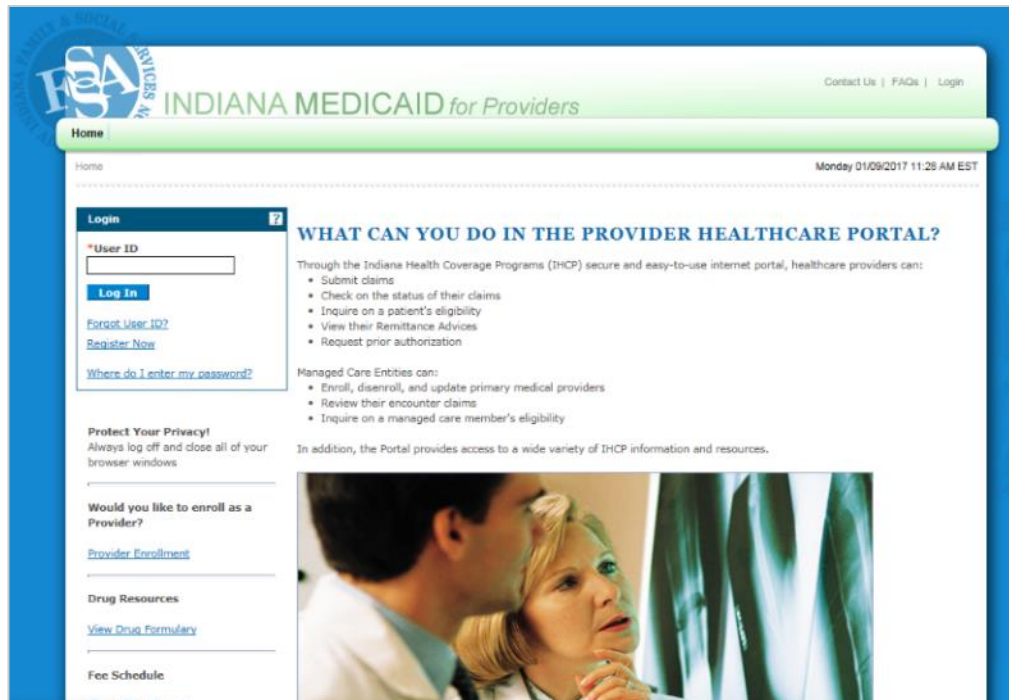 INDIANA FAMILY & SOCIAL SERVICES
FSSA
INDIANA MEDICAID for Providers
Contact Us | FAQs | Login
Home
Home
Monday 01/09/2017 11:28 AM EST
Login ?
*User ID
Log In
Forgot User ID?
Register Now
Where do I enter my password?
Protect Your Privacy!
Always log off and close all of your
browser windows
Would you like to enroll as a
Provider?
Provider Enrollment
Drug Resources
View Drug Formulary
Fee Schedule
WHAT CAN YOU DO IN THE PROVIDER HEALTHCARE PORTAL?
Through the Indiana Health Coverage Programs (IHCP) secure and easy-to-use internet portal, healthcare providers can:
• Submit claims
• Check on the status of their claims
• Inquire on a patient's eligibility
• View their Remittance Advices
• Request prior authorization
Managed Care Entities can:
• Enroll, disenroll, and update primary medical providers
• Review their encounter claims
• Inquire on a managed care member's eligibility
In addition, the Portal provides access to a wide variety of IHCP information and resources.